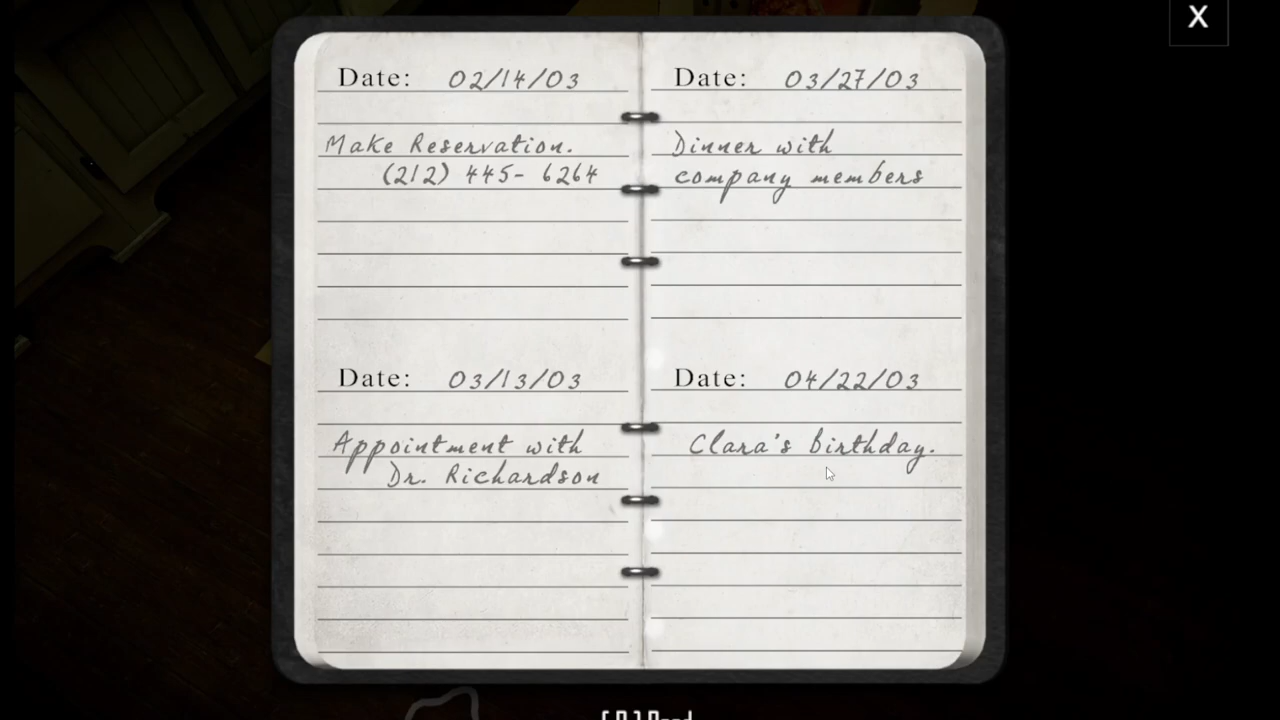 X
Date: 02/14/03
Make Reservation.
(212) 445- 6264
Date: 03/13/03
Appointment with
Dr. Richardson
Date: 03/27/03
Dinner with
company members
Date: 04/22/03
Clara's birthday.